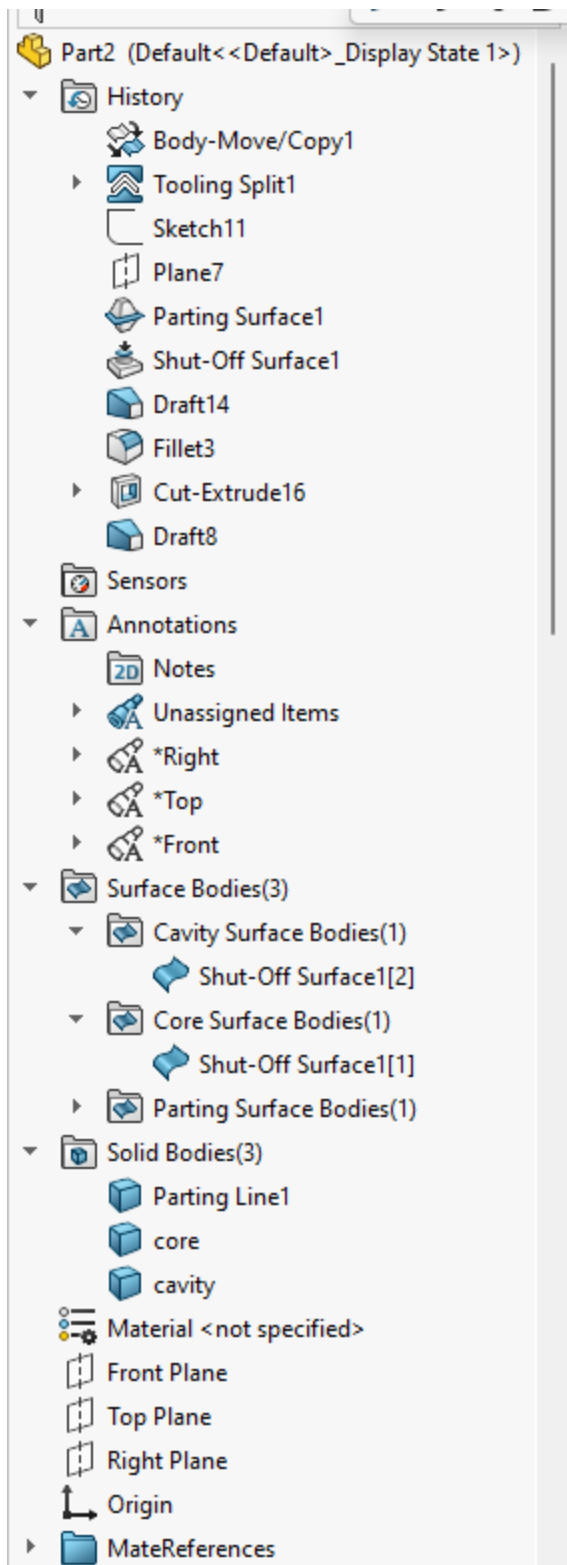 Part2 (Default<<Default>_Display State 1>)
History
Body-Move/Copy1
Tooling Split1
Sketch11
Plane7
Parting Surface1
Shut-Off Surface1
Draft14
Fillet3
Cut-Extrude16
Draft8
Sensors
A Annotations
2D Notes
A Unassigned Items
A *Right
A *Top
A *Front
Surface Bodies(3)
Cavity Surface Bodies(1)
Shut-Off Surface1[2]
Core Surface Bodies(1)
Shut-Off Surface1[1]
Parting Surface Bodies(1)
Solid Bodies(3)
Parting Line1
core
cavity
Material <not specified>
Front Plane
Top Plane
Right Plane
Origin
MateReferences